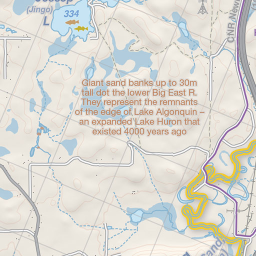 (Jingo)
334
L
CNR
Giant sand banks up to 30m
tall dot the lower Big East R.
They represent the remnants
of the edge of Lake Algonquin –
an expanded Lake Huron that
existed 4000 years ago